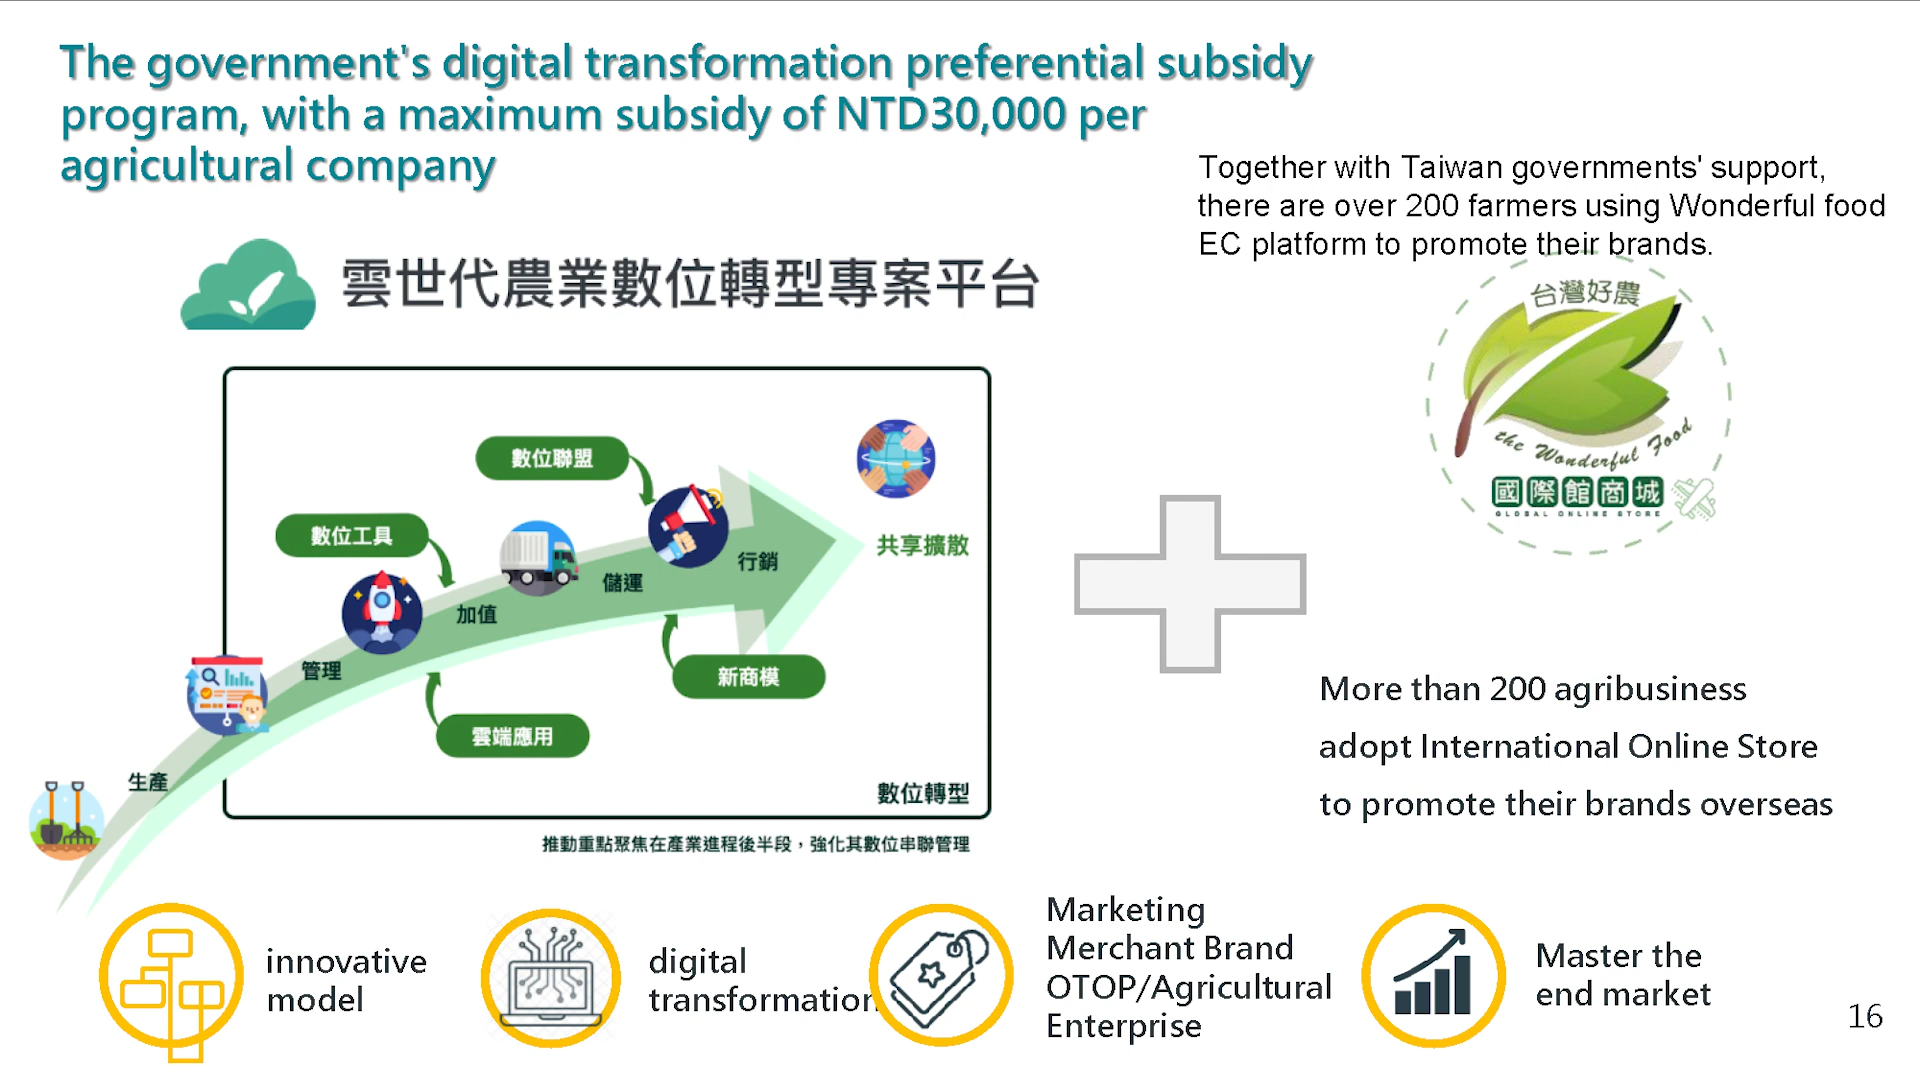 The government's digital transformation preferential subsidy
program, with a maximum subsidy of NTD30,000 per
agricultural company
Together with Taiwan governments' support,
there are over 200 farmers using Wonderful food
EC platform to promote their brands.
雲世代農業數位轉型專案平台
台灣好農
the Wonderful Food
國際館商城
GLOBAL ONLINE STORE
數位聯盟
數位工具
行銷
共享擴散
儲運
加值
管理
新商模
雲端應用
生產
數位轉型
推動重點聚焦在產業進程後半段，強化其數位串聯管理
More than 200 agribusiness
adopt International Online Store
to promote their brands overseas
innovative
model
digital
transformation
Marketing
Merchant Brand
OTOP/Agricultural
Enterprise
Master the
end market
16